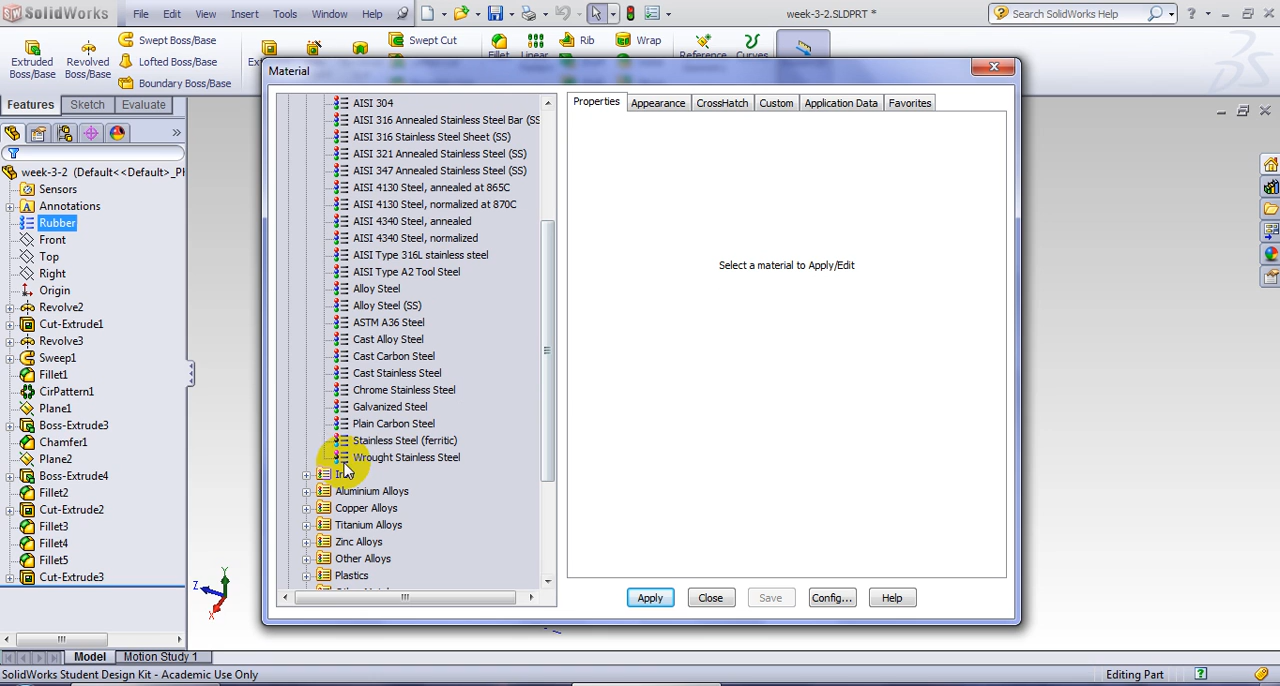 SolidWorks
File Edit View Insert Tools Window Help
week-3-2.SLDPRT *
Search SolidWorks Help
Extruded Boss/Base
Revolved Boss/Base
Swept Boss/Base
Lofted Boss/Base
Boundary Boss/Base
Swept Cut
Fillet
Linear
Rib
Wrap
Reference
Curves
Features Sketch Evaluate
week-3-2 (Default<<Default>_Pl
Sensors
Annotations
Rubber
Front
Top
Right
Origin
Revolve2
Cut-Extrude1
Revolve3
Sweep1
Fillet1
CirPattern1
Plane1
Boss-Extrude3
Chamfer1
Plane2
Boss-Extrude4
Fillet2
Cut-Extrude2
Fillet3
Fillet4
Fillet5
Cut-Extrude3
Material
AISI 304
AISI 316 Annealed Stainless Steel Bar (SS
AISI 316 Stainless Steel Sheet (SS)
AISI 321 Annealed Stainless Steel (SS)
AISI 347 Annealed Stainless Steel (SS)
AISI 4130 Steel, annealed at 865C
AISI 4130 Steel, normalized at 870C
AISI 4340 Steel, annealed
AISI 4340 Steel, normalized
AISI Type 316L stainless steel
AISI Type A2 Tool Steel
Alloy Steel
Alloy Steel (SS)
ASTM A36 Steel
Cast Alloy Steel
Cast Carbon Steel
Cast Stainless Steel
Chrome Stainless Steel
Galvanized Steel
Plain Carbon Steel
Stainless Steel (ferritic)
Wrought Stainless Steel
Aluminium Alloys
Copper Alloys
Titanium Alloys
Zinc Alloys
Other Alloys
Plastics
Properties Appearance CrossHatch Custom Application Data Favorites
Select a material to Apply/Edit
Apply Close Save Config... Help
Z Y X
Model Motion Study 1
SolidWorks Student Design Kit - Academic Use Only
Editing Part